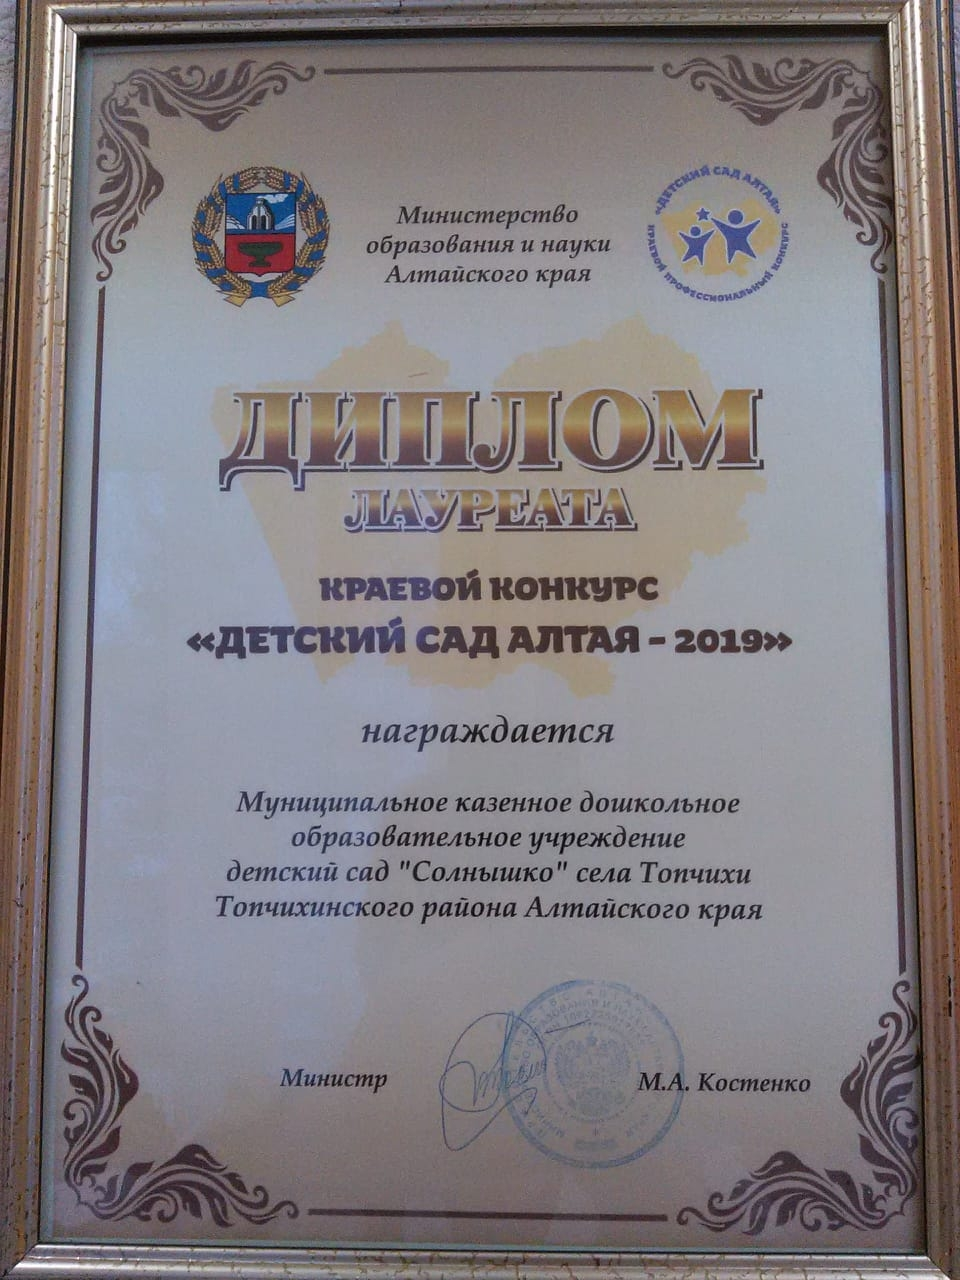 Министерство
образования и науки
Алтайского края
«ДЕТСКИЙ САД АЛТАЯ»
КРАЕВОЙ ПРОФЕССИОНАЛЬНЫЙ КОНКУРС
ДИПЛОМ
ЛАУРЕАТА
КРАЕВОЙ КОНКУРС
«ДЕТСКИЙ САД АЛТАЯ – 2019»
награждается
Муниципальное казенное дошкольное
образовательное учреждение
детский сад "Солнышко" села Топчихи
Топчихинского района Алтайского края
Министр
М.А. Костенко